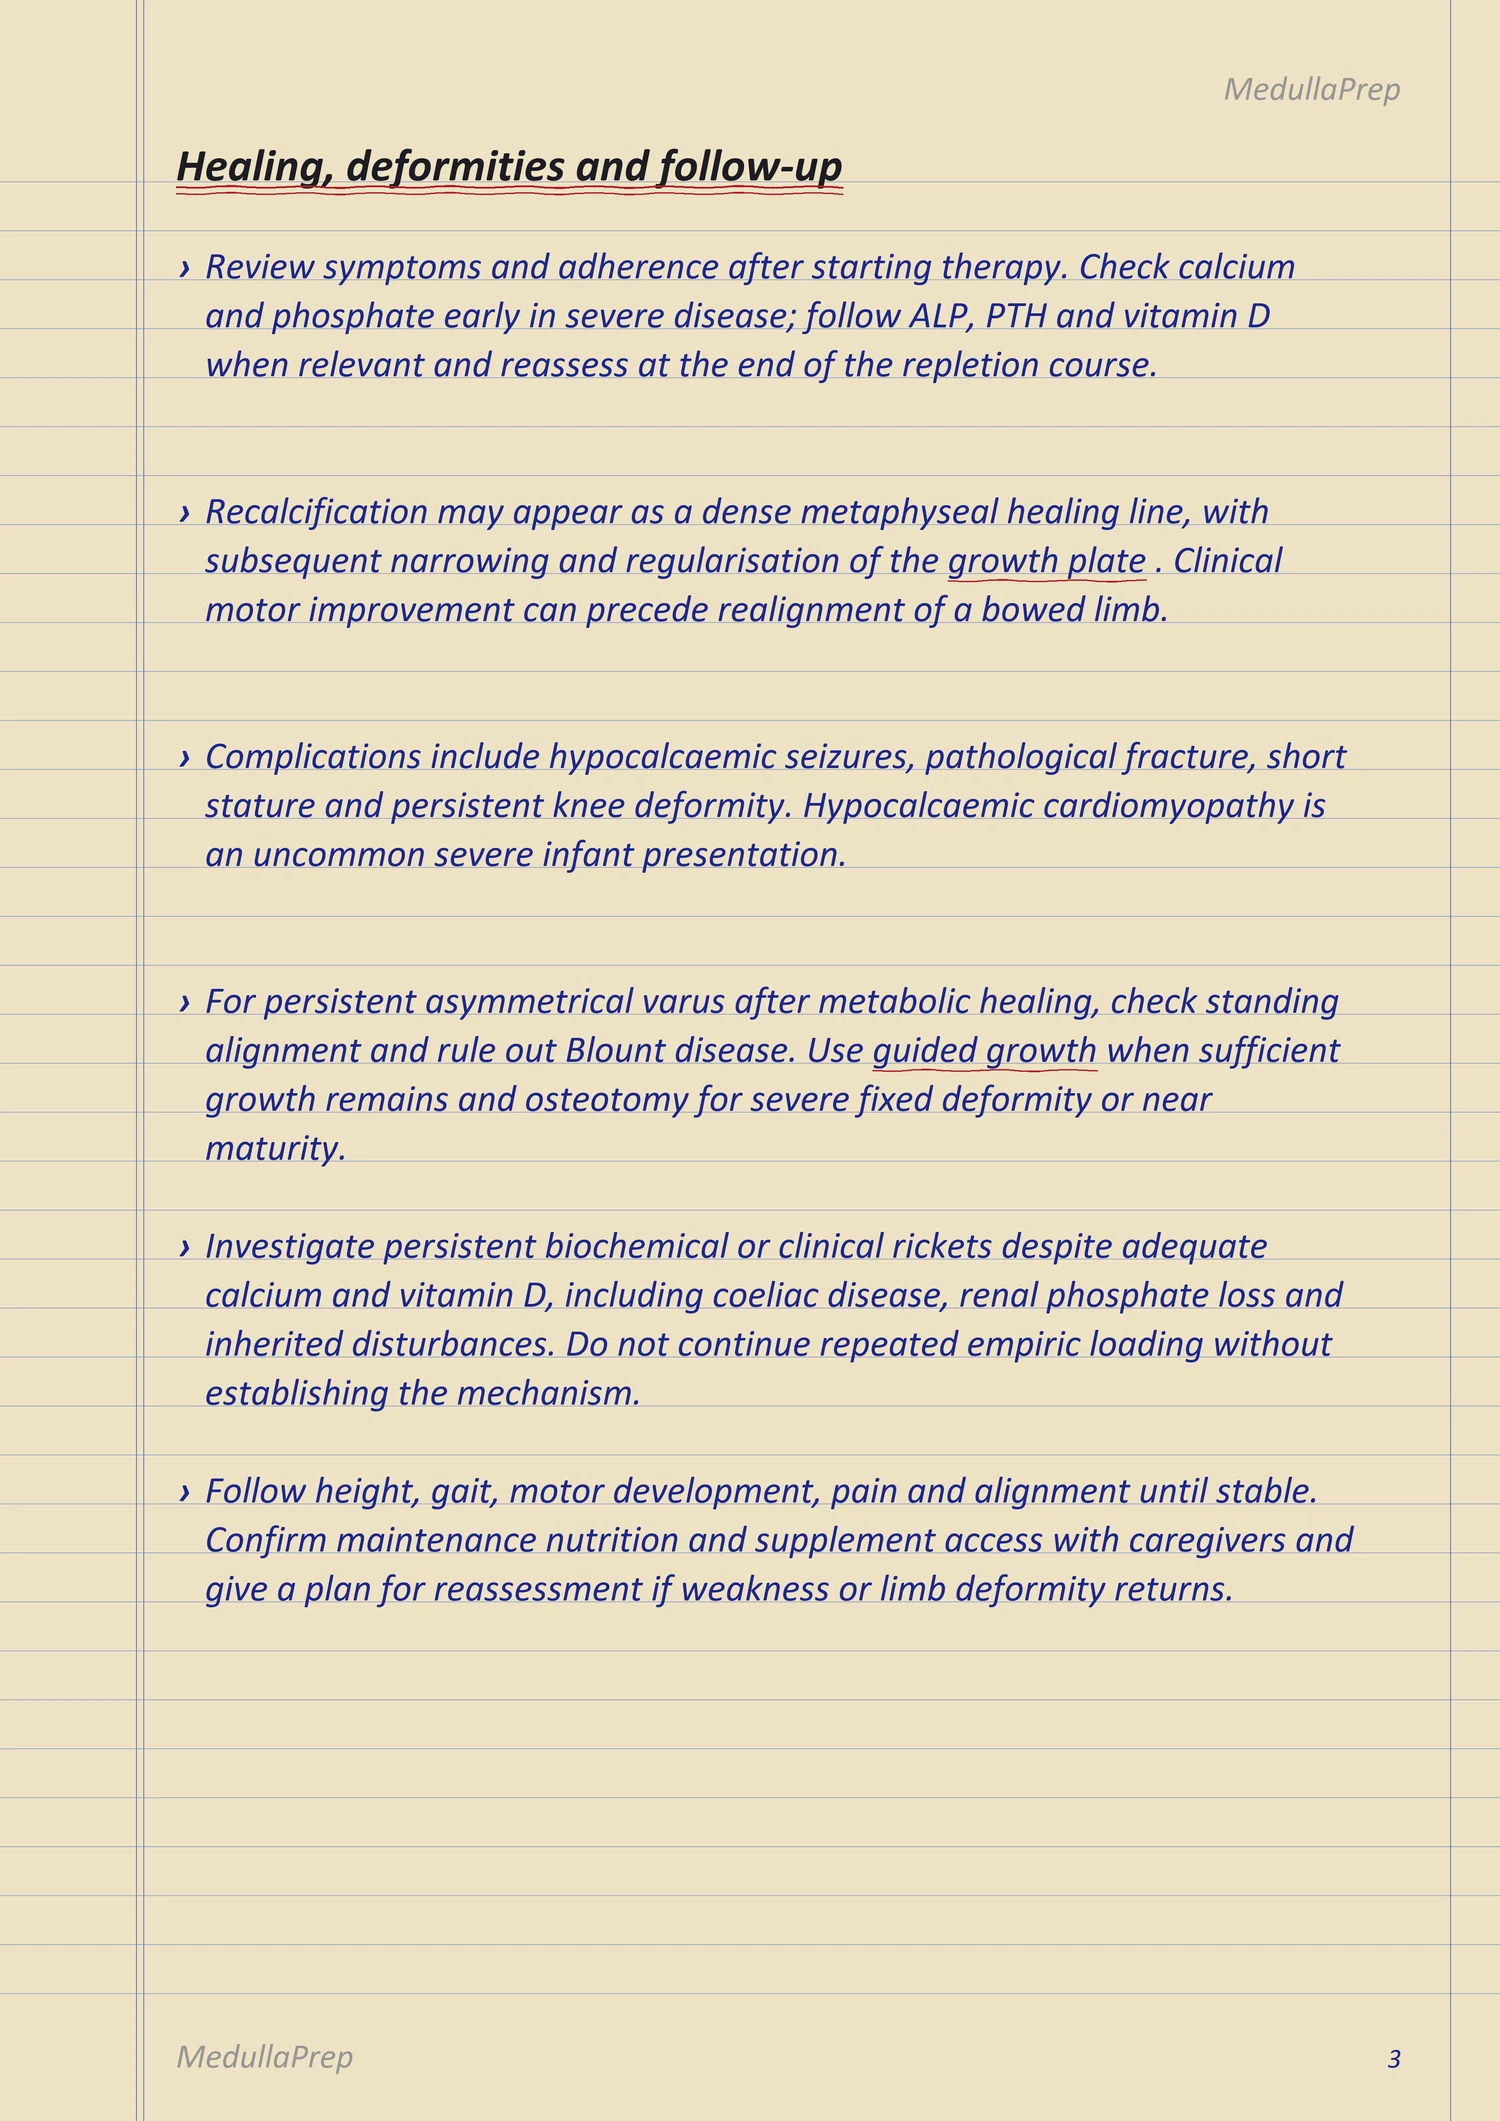 MedullaPrep
Healing, deformities and follow-up
› Review symptoms and adherence after starting therapy. Check calcium
and phosphate early in severe disease; follow ALP, PTH and vitamin D
when relevant and reassess at the end of the repletion course.
› Recalcification may appear as a dense metaphyseal healing line, with
subsequent narrowing and regularisation of the growth plate . Clinical
motor improvement can precede realignment of a bowed limb.
› Complications include hypocalcaemic seizures, pathological fracture, short
stature and persistent knee deformity. Hypocalcaemic cardiomyopathy is
an uncommon severe infant presentation.
› For persistent asymmetrical varus after metabolic healing, check standing
alignment and rule out Blount disease. Use guided growth when sufficient
growth remains and osteotomy for severe fixed deformity or near
maturity.
› Investigate persistent biochemical or clinical rickets despite adequate
calcium and vitamin D, including coeliac disease, renal phosphate loss and
inherited disturbances. Do not continue repeated empiric loading without
establishing the mechanism.
› Follow height, gait, motor development, pain and alignment until stable.
Confirm maintenance nutrition and supplement access with caregivers and
give a plan for reassessment if weakness or limb deformity returns.
MedullaPrep
3